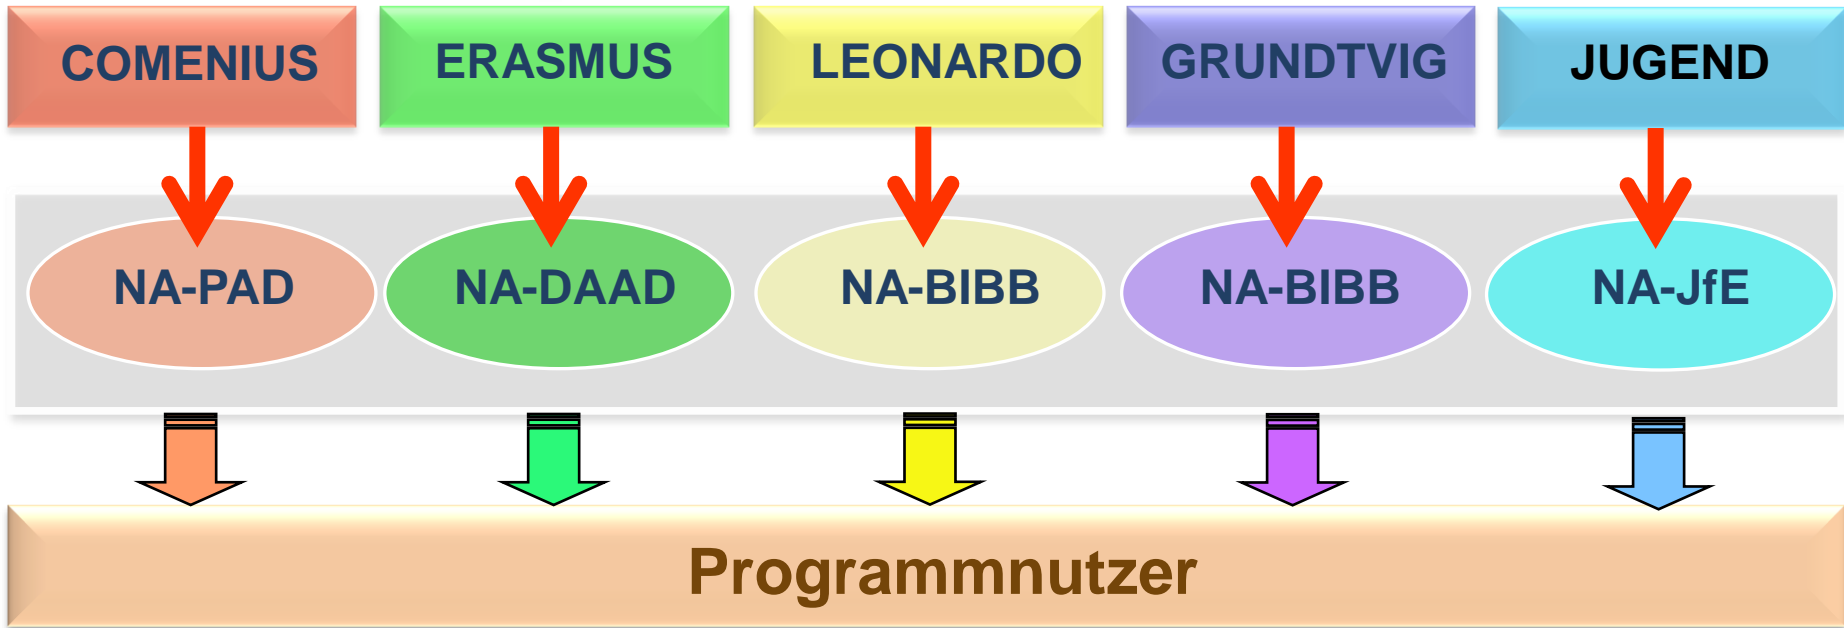 COMENIUS
ERASMUS
LEONARDO
GRUNDTVIG
JUGEND
NA-PAD
NA-DAAD
NA-BIBB
NA-BIBB
NA-JfE
Programmnutzer